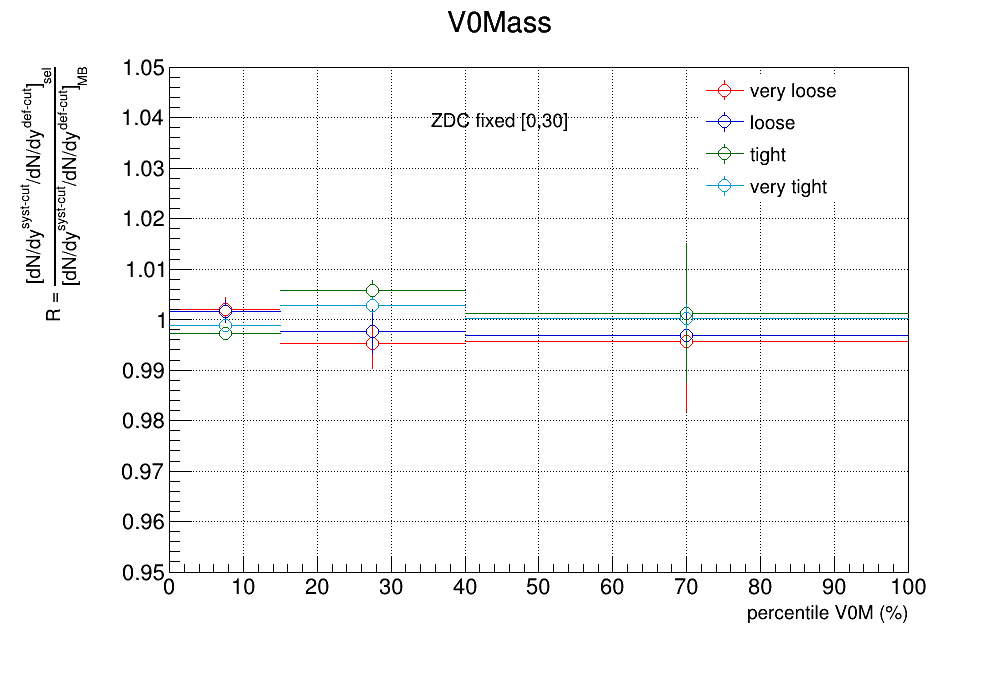 V0Mass
R = [dN/dy^syst-cut/dN/dy^def-cut]_sel
[dN/dy^syst-cut/dN/dy^def-cut]_MB
1.05
1.04
1.03
1.02
1.01
1
0.99
0.98
0.97
0.96
0.95
ZDC fixed [0,30]
very loose
loose
tight
very tight
0 10 20 30 40 50 60 70 80 90 100
percentile V0M (%)